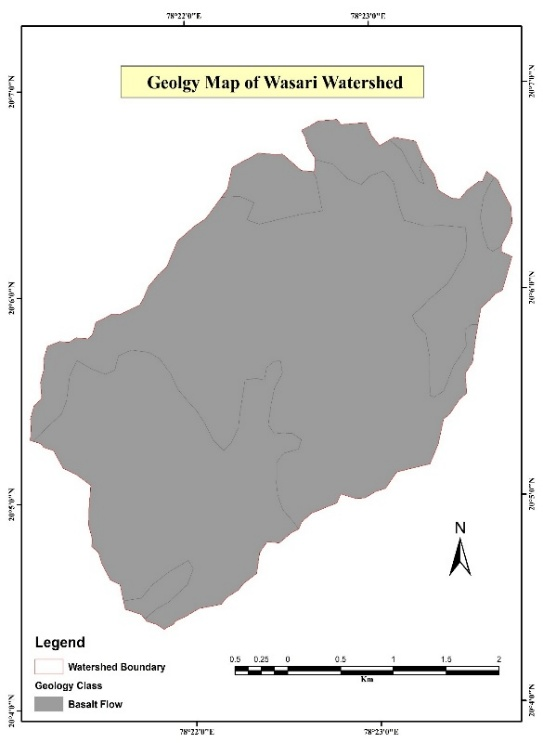 78°22'0"E
78°23'0"E
Geolgy Map of Wasari Watershed
20°7'0"N
20°7'0"N
20°6'0"N
20°6'0"N
20°5'0"N
20°5'0"N
N
Legend
Watershed Boundary
Geology Class
Basalt Flow
0.5 0.25 0 0.5 1 1.5 2
Km
20°4'0"N
20°4'0"N
78°22'0"E
78°23'0"E